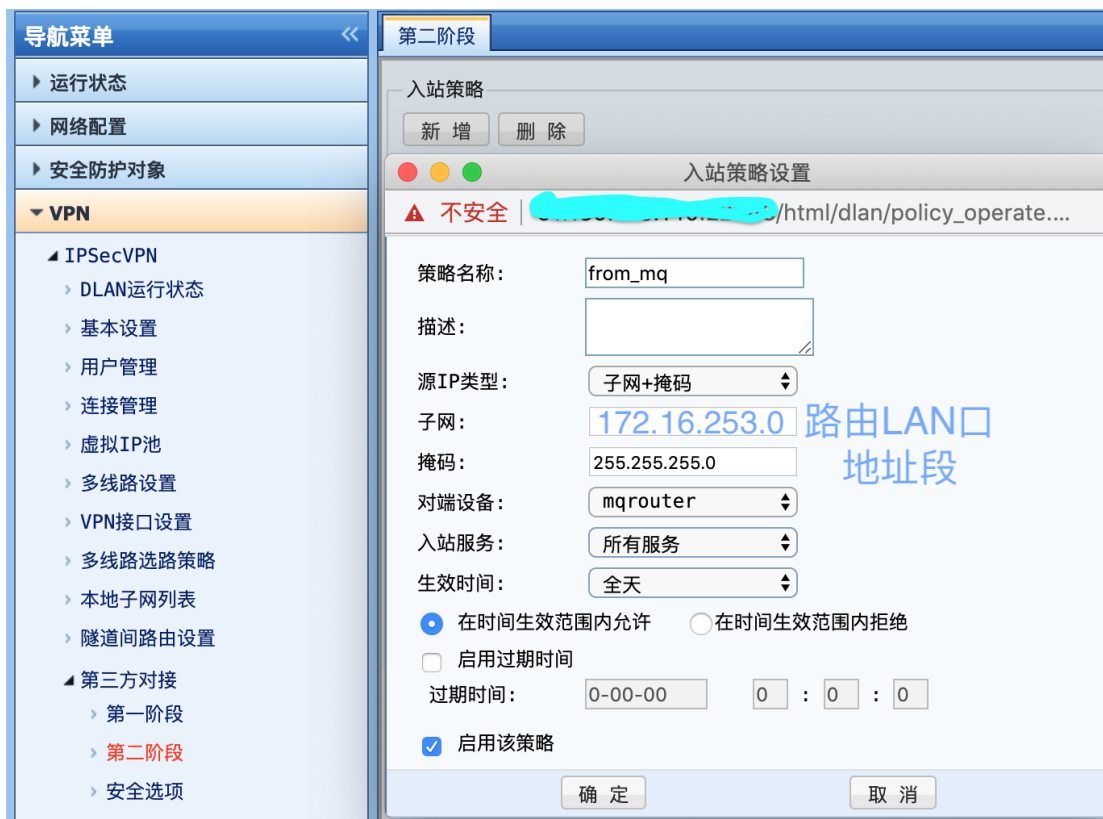 导航菜单
运行状态
网络配置
安全防护对象
VPN
IPSecVPN
DLAN运行状态
基本设置
用户管理
连接管理
虚拟IP池
多线路设置
VPN接口设置
多线路选路策略
本地子网列表
隧道间路由设置
第三方对接
第一阶段
第二阶段
安全选项
第二阶段
入站策略
新 增 删 除
入站策略设置
不安全 /html/dlan/policy_operate....
策略名称: from_mq
描述:
源IP类型: 子网+掩码
子网: 172.16.253.0 路由LAN口
地址段
掩码: 255.255.255.0
对端设备: mqrouter
入站服务: 所有服务
生效时间: 全天
在时间生效范围内允许 在时间生效范围内拒绝
启用过期时间
过期时间: 0-00-00 0 : 0 : 0
启用该策略
确 定 取 消